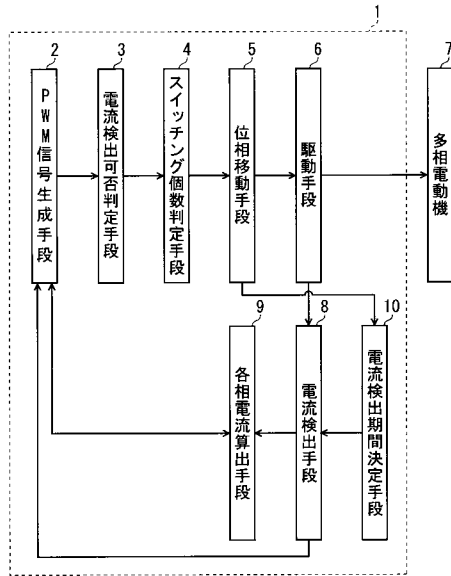 1
2
3
4
5
6
7
PWM信号生成手段
電流検出可否判定手段
スイッチング個数判定手段
位相移動手段
駆動手段
多相電動機
9
8
10
各相電流算出手段
電流検出手段
電流検出期間決定手段